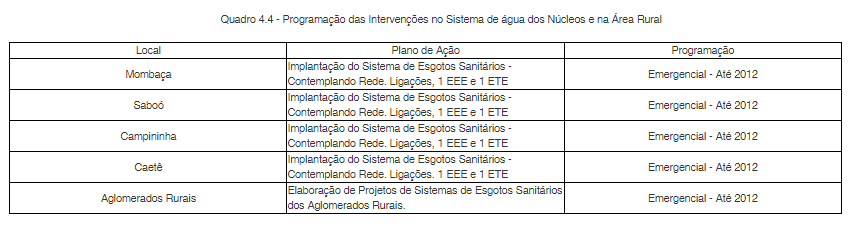 Quadro 4.4 - Programação das Intervenções no Sistema de água dos Núcleos e na Área Rural
Local Plano de Ação Programação
Mombaça Implantação do Sistema de Esgotos Sanitários - Emergencial - Até 2012
Contemplando Rede. Ligações, 1 EEE e 1 ETE
Saboó Implantação do Sistema de Esgotos Sanitários - Emergencial - Até 2012
Contemplando Rede. Ligações, 1 EEE e 1 ETE
Campininha Implantação do Sistema de Esgotos Sanitários - Emergencial - Até 2012
Contemplando Rede. Ligações, 1 EEE e 1 ETE
Caetê Implantação do Sistema de Esgotos Sanitários - Emergencial - Até 2012
Contemplando Rede. Ligações. 1 EEE e 1 ETE
Aglomerados Rurais Elaboração de Projetos de Sistemas de Esgotos Sanitários Emergencial - Até 2012
dos Aglomerados Rurais.